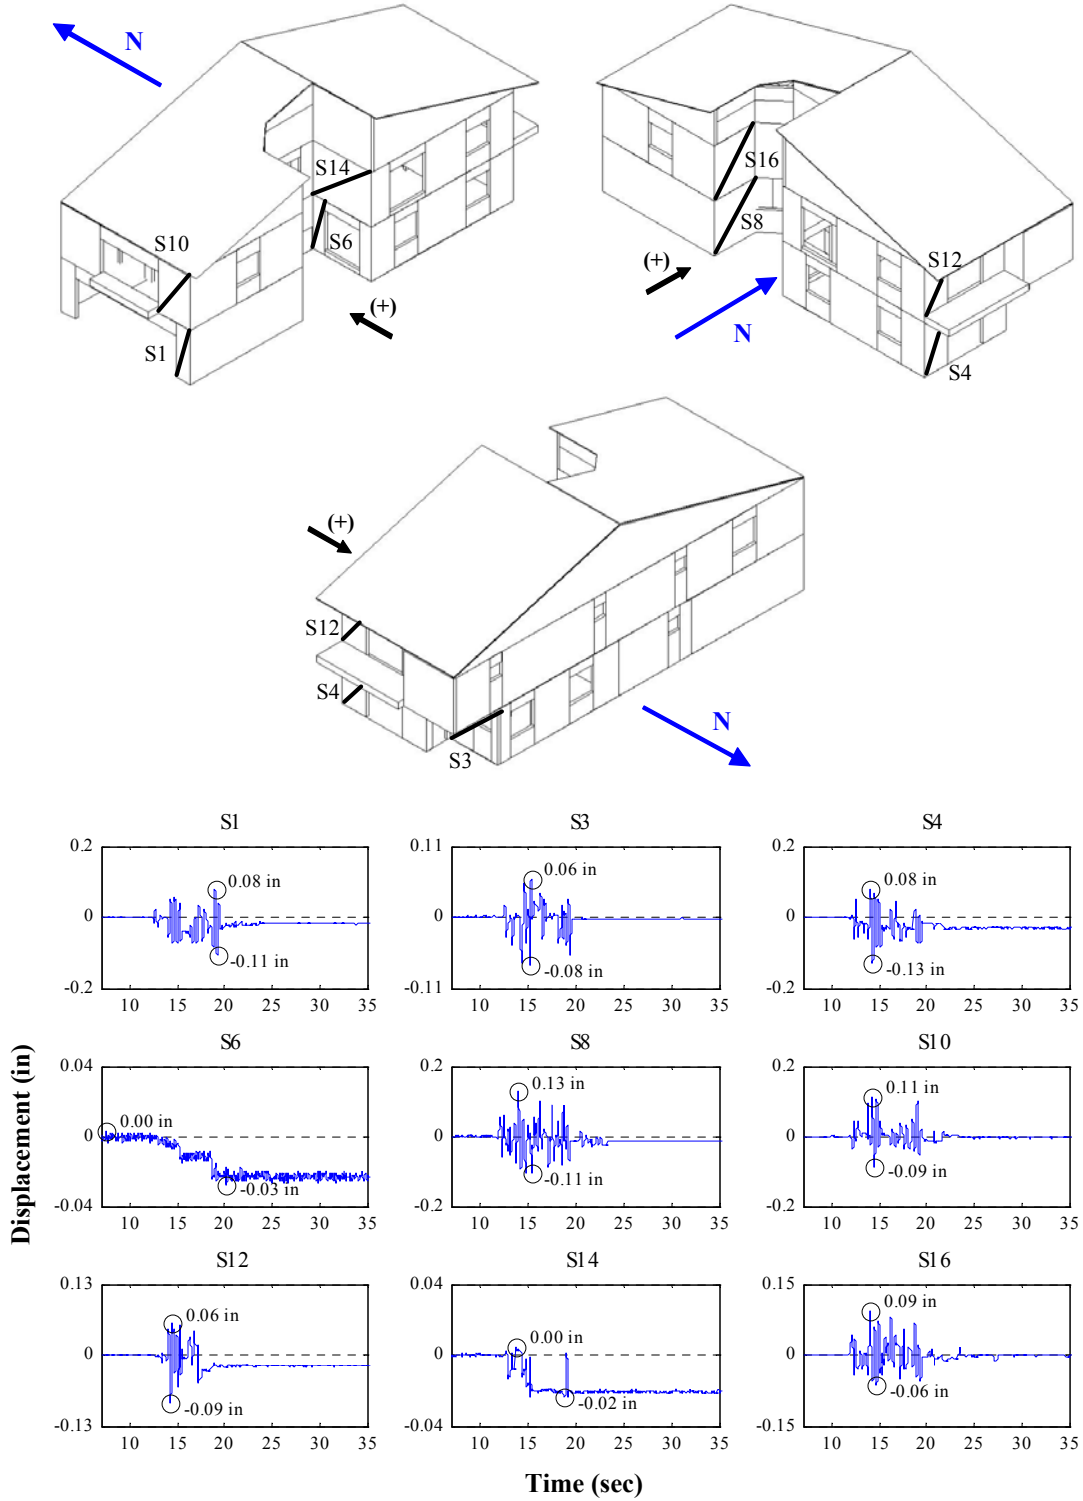 N
S14
S6
S10
S1
(+)
S16
S8
S12
(+)
N
S4
(+)
S12
S4
S3
N
S1 S3 S4
0.2 0.11 0.2
0.08 in 0.06 in 0.08 in
0 0 0
-0.11 in -0.08 in -0.13 in
-0.2 -0.11 -0.2
10 15 20 25 30 35 10 15 20 25 30 35 10 15 20 25 30 35
S6 S8 S10
0.04 0.2 0.2
0.00 in 0.13 in 0.11 in
0 0 0
-0.03 in -0.11 in -0.09 in
-0.04 -0.2 -0.2
10 15 20 25 30 35 10 15 20 25 30 35 10 15 20 25 30 35
S12 S14 S16
0.13 0.04 0.15
0.06 in 0.00 in 0.09 in
0 0 0
-0.09 in -0.02 in -0.06 in
-0.13 -0.04 -0.15
10 15 20 25 30 35 10 15 20 25 30 35 10 15 20 25 30 35
Displacement (in)
Time (sec)